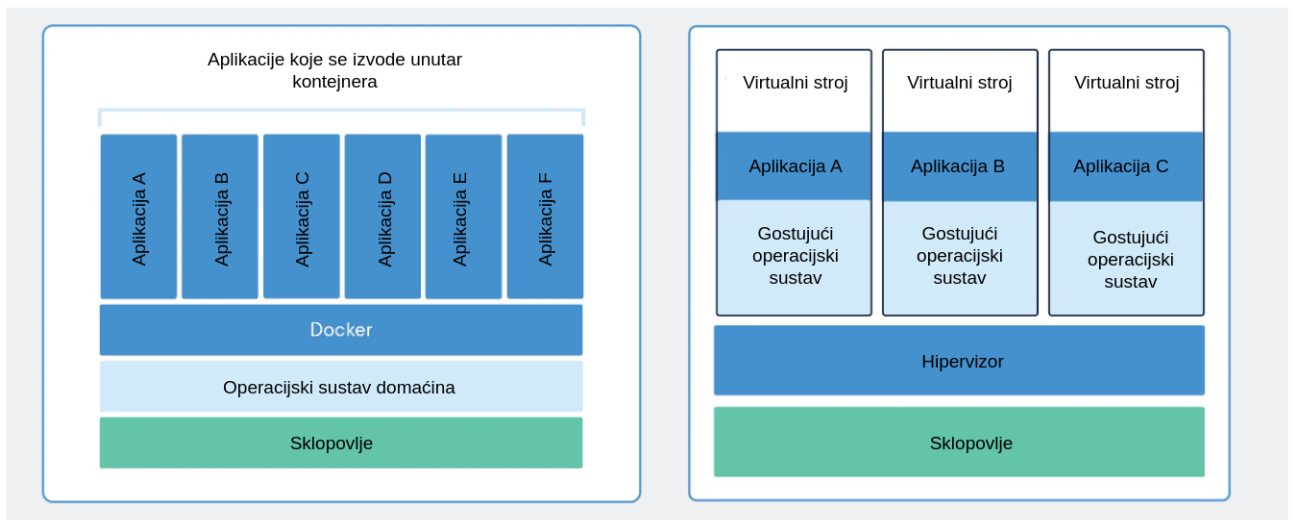 Aplikacije koje se izvode unutar
kontejnera
Aplikacija A
Aplikacija B
Aplikacija C
Aplikacija D
Aplikacija E
Aplikacija F
Docker
Operacijski sustav domaćina
Sklopovlje
Virtualni stroj
Aplikacija A
Gostujući
operacijski
sustav
Virtualni stroj
Aplikacija B
Gostujući
operacijski
sustav
Virtualni stroj
Aplikacija C
Gostujući
operacijski
sustav
Hipervizor
Sklopovlje